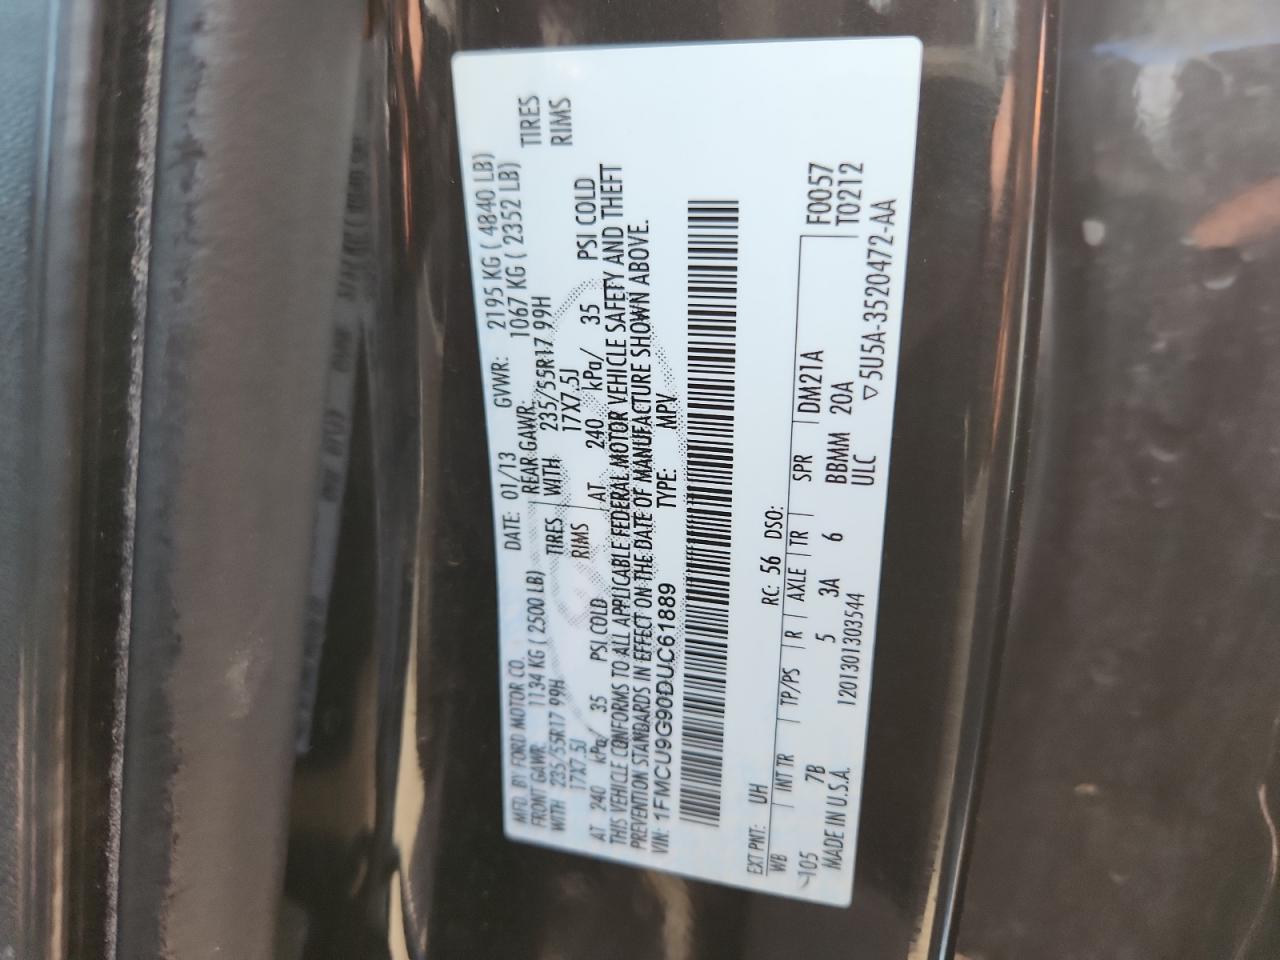 MFD. BY FORD MOTOR CO. DATE: 01/13 GVWR: 2195 KG ( 4840 LB)
FRONT GAWR: 1134 KG ( 2500 LB) REAR GAWR: 1067 KG ( 2352 LB)
WITH 235/55R17 99H TIRES WITH 235/55R17 99H TIRES
17X7.5J RIMS 17X7.5J RIMS
AT 240 kPa/ 35 PSI COLD AT 240 kPa/ 35 PSI COLD
THIS VEHICLE CONFORMS TO ALL APPLICABLE FEDERAL MOTOR VEHICLE SAFETY AND THEFT
PREVENTION STANDARDS IN EFFECT ON THE DATE OF MANUFACTURE SHOWN ABOVE.
VIN: 1FMCU9G90DUC61889 TYPE: MPV
EXT PNT: UH RC: 56 DSO:
WB INT TR TP/PS R AXLE TR SPR DM21A F0057
105 7B 5 3A 6 BBMM 20A T0212
MADE IN U.S.A. 120130130354​4 ULC ▽5U5A-3520472-AA